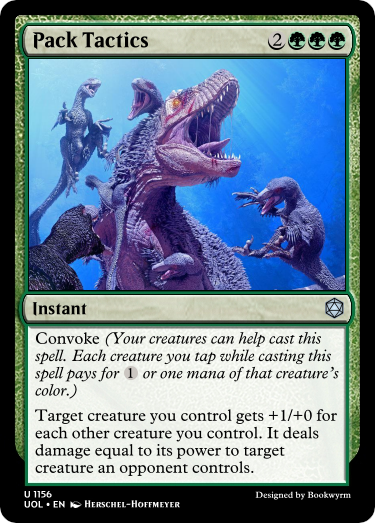 Pack Tactics 2
Instant
Convoke (Your creatures can help cast this
spell. Each creature you tap while casting this
spell pays for 1 or one mana of that creature's
color.)
Target creature you control gets +1/+0 for
each other creature you control. It deals
damage equal to its power to target
creature an opponent controls.
U 1156
UOL • EN Herschel-Hoffmeyer
Designed by Bookwyrm